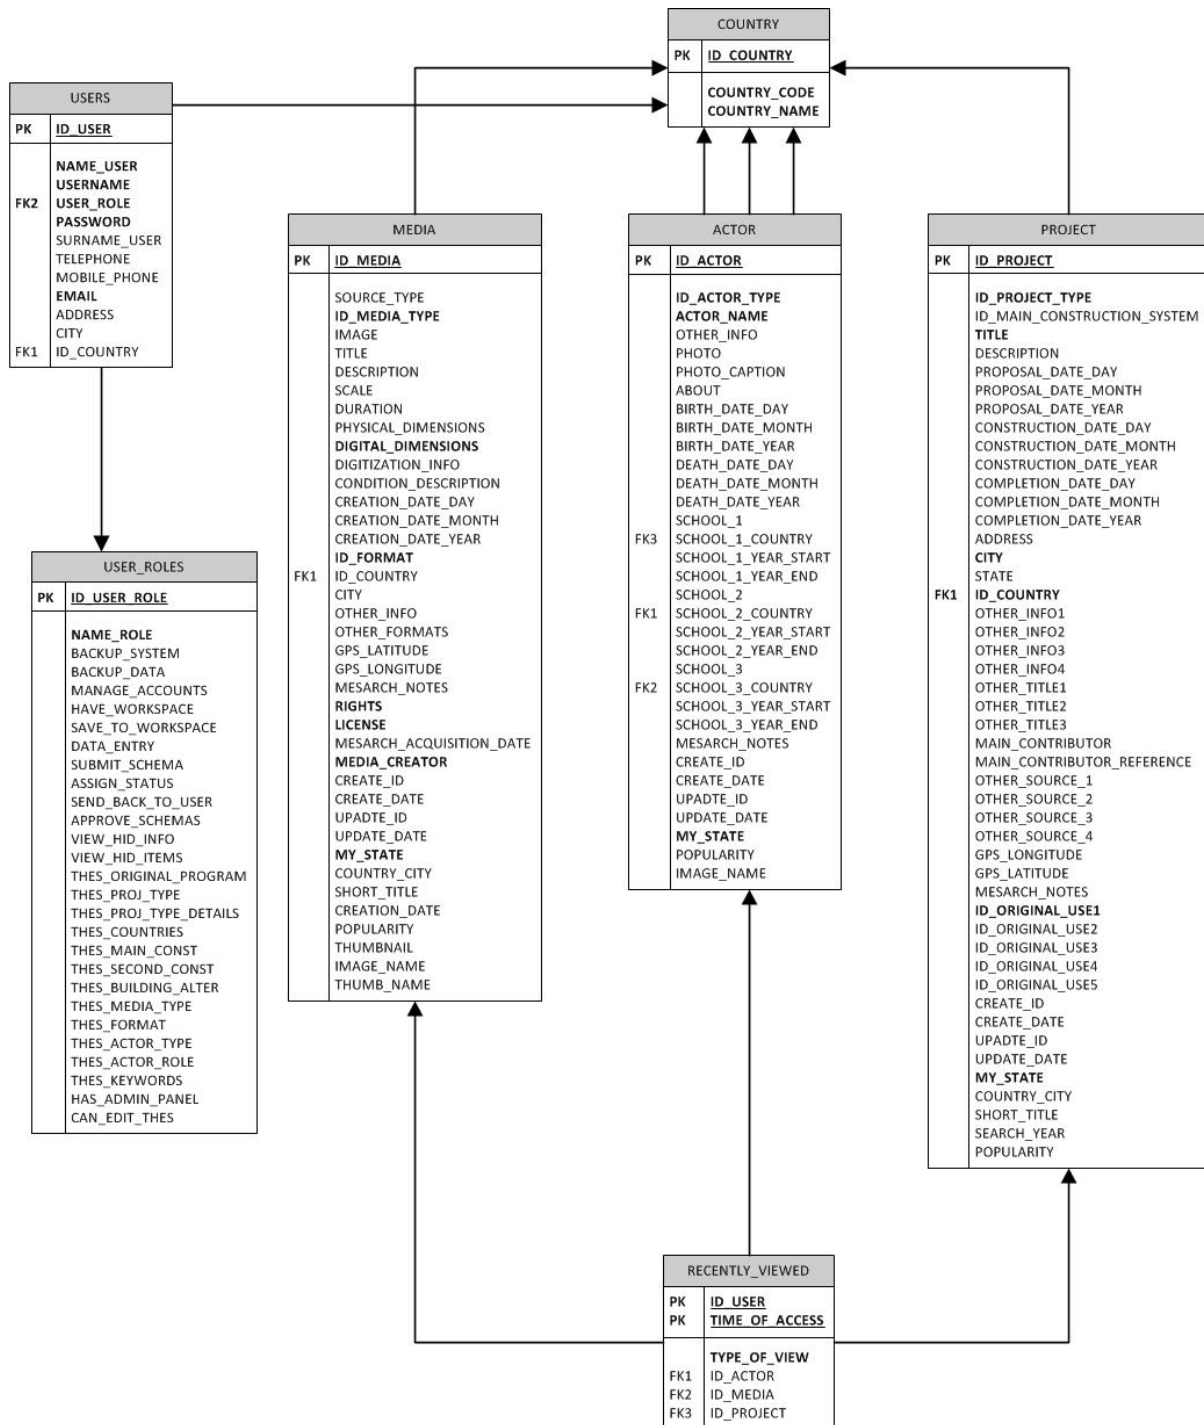 COUNTRY
PK ID_COUNTRY
COUNTRY_CODE
COUNTRY_NAME
USERS
PK ID_USER
NAME_USER
USERNAME
FK2 USER_ROLE
PASSWORD
SURNAME_USER
TELEPHONE
MOBILE_PHONE
EMAIL
ADDRESS
CITY
FK1 ID_COUNTRY
MEDIA
PK ID_MEDIA
SOURCE_TYPE
ID_MEDIA_TYPE
IMAGE
TITLE
DESCRIPTION
SCALE
DURATION
PHYSICAL_DIMENSIONS
DIGITAL_DIMENSIONS
DIGITIZATION_INFO
CONDITION_DESCRIPTION
CREATION_DATE_DAY
CREATION_DATE_MONTH
CREATION_DATE_YEAR
ID_FORMAT
FK1 ID_COUNTRY
CITY
OTHER_INFO
OTHER_FORMATS
GPS_LATITUDE
GPS_LONGITUDE
MESARCH_NOTES
RIGHTS
LICENSE
MESARCH_ACQUISITION_DATE
MEDIA_CREATOR
CREATE_ID
CREATE_DATE
UPADTE_ID
UPDATE_DATE
MY_STATE
COUNTRY_CITY
SHORT_TITLE
CREATION_DATE
POPULARITY
THUMBNAIL
IMAGE_NAME
THUMB_NAME
ACTOR
PK ID_ACTOR
ID_ACTOR_TYPE
ACTOR_NAME
OTHER_INFO
PHOTO
PHOTO_CAPTION
ABOUT
BIRTH_DATE_DAY
BIRTH_DATE_MONTH
BIRTH_DATE_YEAR
DEATH_DATE_DAY
DEATH_DATE_MONTH
DEATH_DATE_YEAR
SCHOOL_1
FK3 SCHOOL_1_COUNTRY
SCHOOL_1_YEAR_START
SCHOOL_1_YEAR_END
SCHOOL_2
FK1 SCHOOL_2_COUNTRY
SCHOOL_2_YEAR_START
SCHOOL_2_YEAR_END
SCHOOL_3
FK2 SCHOOL_3_COUNTRY
SCHOOL_3_YEAR_START
SCHOOL_3_YEAR_END
MESARCH_NOTES
CREATE_ID
CREATE_DATE
UPADTE_ID
UPDATE_DATE
MY_STATE
POPULARITY
IMAGE_NAME
PROJECT
PK ID_PROJECT
ID_PROJECT_TYPE
ID_MAIN_CONSTRUCTION_SYSTEM
TITLE
DESCRIPTION
PROPOSAL_DATE_DAY
PROPOSAL_DATE_MONTH
PROPOSAL_DATE_YEAR
CONSTRUCTION_DATE_DAY
CONSTRUCTION_DATE_MONTH
CONSTRUCTION_DATE_YEAR
COMPLETION_DATE_DAY
COMPLETION_DATE_MONTH
COMPLETION_DATE_YEAR
ADDRESS
CITY
STATE
FK1 ID_COUNTRY
OTHER_INFO1
OTHER_INFO2
OTHER_INFO3
OTHER_INFO4
OTHER_TITLE1
OTHER_TITLE2
OTHER_TITLE3
MAIN_CONTRIBUTOR
MAIN_CONTRIBUTOR_REFERENCE
OTHER_SOURCE_1
OTHER_SOURCE_2
OTHER_SOURCE_3
OTHER_SOURCE_4
GPS_LONGITUDE
GPS_LATITUDE
MESARCH_NOTES
ID_ORIGINAL_USE1
ID_ORIGINAL_USE2
ID_ORIGINAL_USE3
ID_ORIGINAL_USE4
ID_ORIGINAL_USE5
CREATE_ID
CREATE_DATE
UPADTE_ID
UPDATE_DATE
MY_STATE
COUNTRY_CITY
SHORT_TITLE
SEARCH_YEAR
POPULARITY
USER_ROLES
PK ID_USER_ROLE
NAME_ROLE
BACKUP_SYSTEM
BACKUP_DATA
MANAGE_ACCOUNTS
HAVE_WORKSPACE
SAVE_TO_WORKSPACE
DATA_ENTRY
SUBMIT_SCHEMA
ASSIGN_STATUS
SEND_BACK_TO_USER
APPROVE_SCHEMAS
VIEW_HID_INFO
VIEW_HID_ITEMS
THES_ORIGINAL_PROGRAM
THES_PROJ_TYPE
THES_PROJ_TYPE_DETAILS
THES_COUNTRIES
THES_MAIN_CONST
THES_SECOND_CONST
THES_BUILDING_ALTER
THES_MEDIA_TYPE
THES_FORMAT
THES_ACTOR_TYPE
THES_ACTOR_ROLE
THES_KEYWORDS
HAS_ADMIN_PANEL
CAN_EDIT_THES
RECENTLY_VIEWED
PK ID_USER
PK TIME_OF_ACCESS
TYPE_OF_VIEW
FK1 ID_ACTOR
FK2 ID_MEDIA
FK3 ID_PROJECT